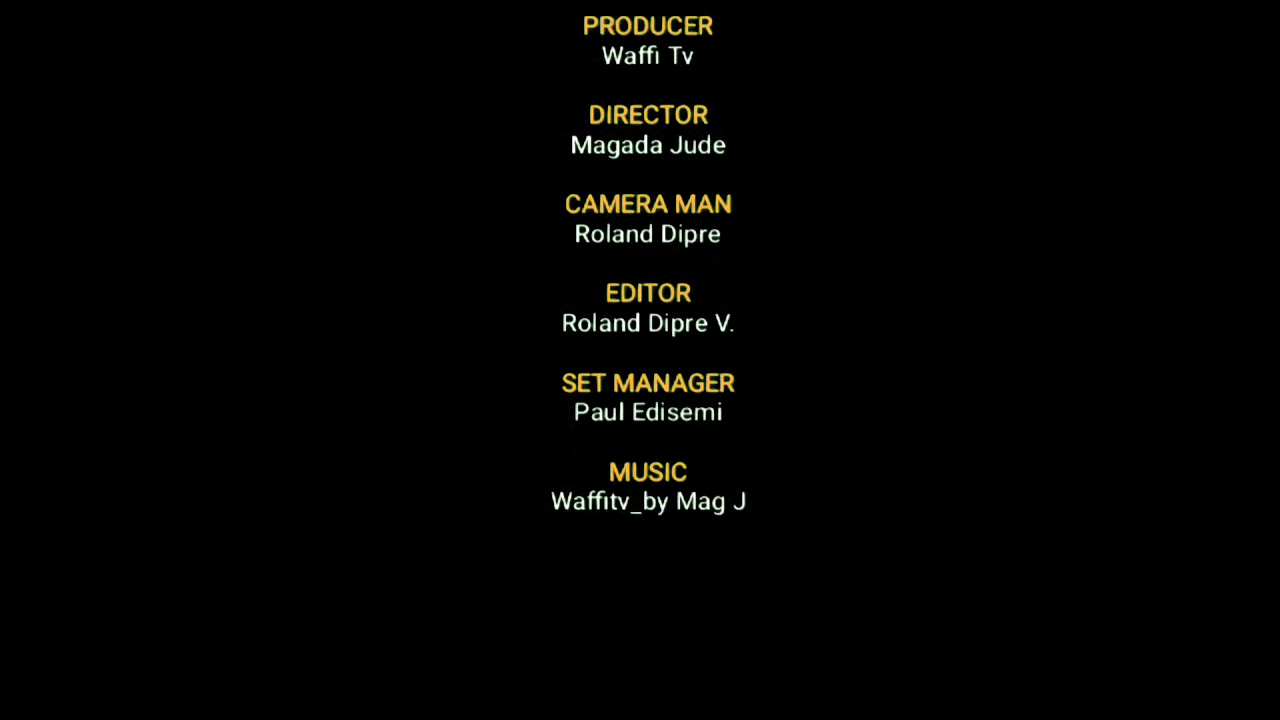 PRODUCER
Waffi Tv
DIRECTOR
Magada Jude
CAMERA MAN
Roland Dipre
EDITOR
Roland Dipre V.
SET MANAGER
Paul Edisemi
MUSIC
Waffitv_by Mag J